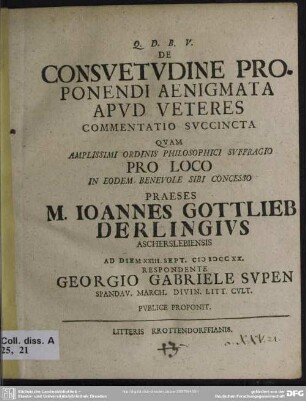 Q. D. B. V.
DE
CONSVETVDINE PRO-
PONENDI AENIGMATA
APVD VETERES
COMMENTATIO SVCCINCTA
QVAM
AMPLISSIMI ORDINIS PHILOSOPHICI SVFFRAGIO
PRO LOCO
IN EODEM BENEVOLE SIBI CONCESSO
PRAESES
M. IOANNES GOTTLIEB
DERLINGIVS
ASCHERSLEBIENSIS
AD DIEM XXIII. SEPT. CIƆ IƆCC XX.
RESPONDENTE
GEORGIO GABRIELE SVPEN
SPANDAV. MARCH. DIVIN. LITT. CVLT.
PVBLICE PROPONIT.
LITTERIS BROTTENDORFFIANIS.
Coll. diss. A
25, 21